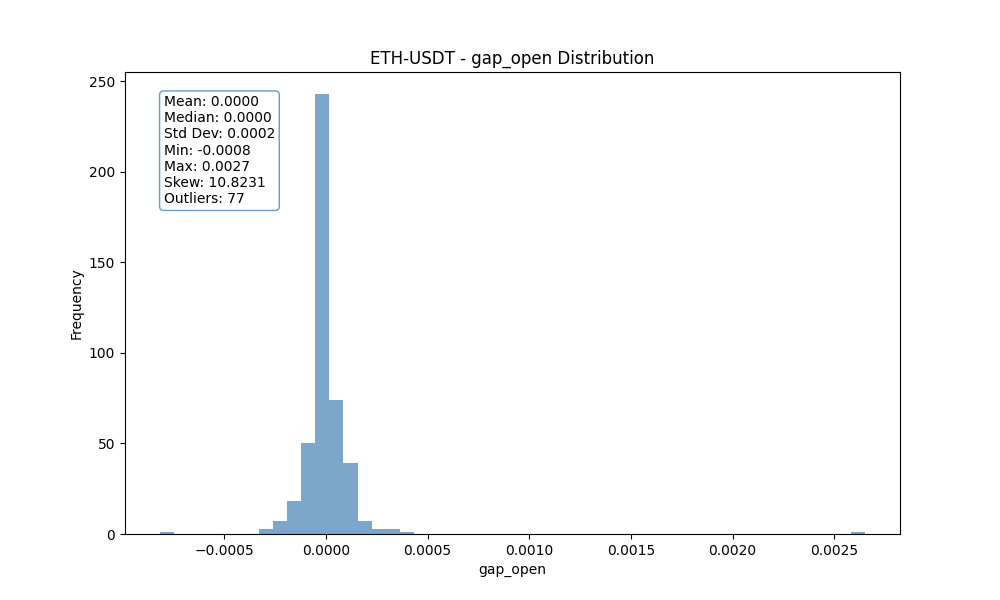 ETH-USDT - gap_open Distribution
Mean: 0.0000
Median: 0.0000
Std Dev: 0.0002
Min: -0.0008
Max: 0.0027
Skew: 10.8231
Outliers: 77
250
200
150
100
50
0
Frequency
−0.0005 0.0000 0.0005 0.0010 0.0015 0.0020 0.0025
gap_open